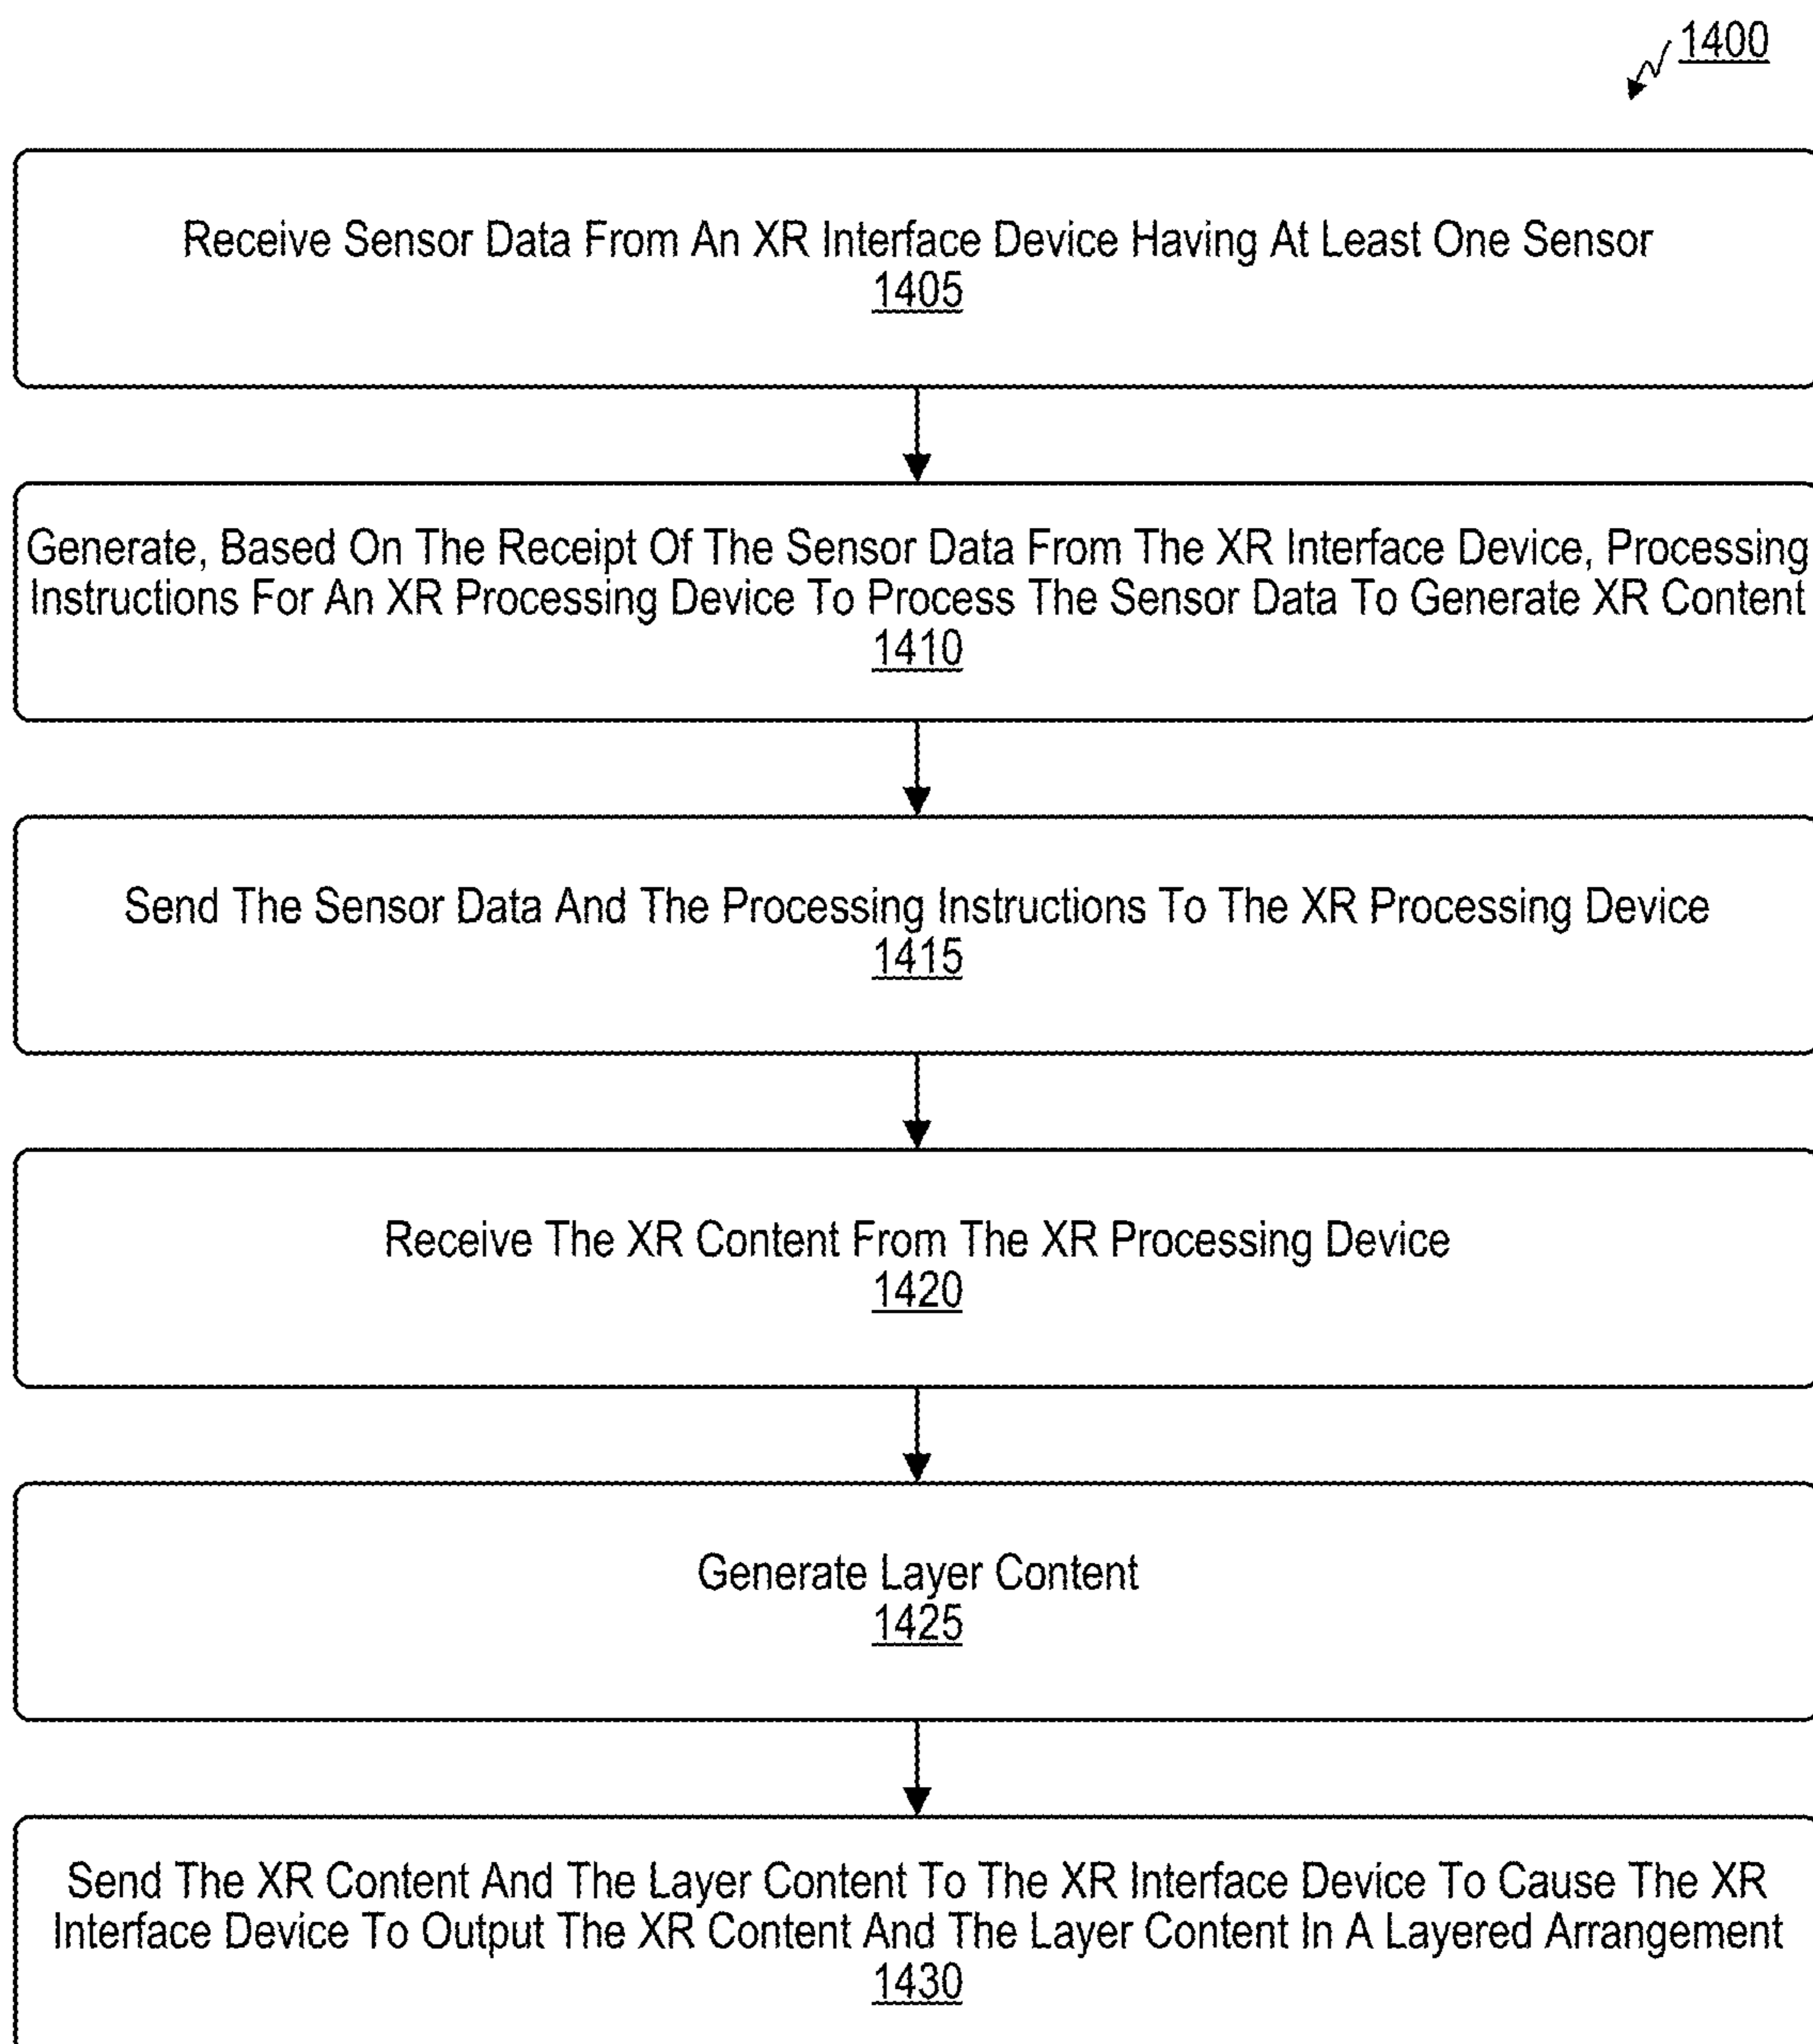 1400
Receive Sensor Data From An XR Interface Device Having At Least One Sensor
1405
Generate, Based On The Receipt Of The Sensor Data From The XR Interface Device, Processing
Instructions For An XR Processing Device To Process The Sensor Data To Generate XR Content
1410
Send The Sensor Data And The Processing Instructions To The XR Processing Device
1415
Receive The XR Content From The XR Processing Device
1420
Generate Layer Content
1425
Send The XR Content And The Layer Content To The XR Interface Device To Cause The XR
Interface Device To Output The XR Content And The Layer Content In A Layered Arrangement
1430